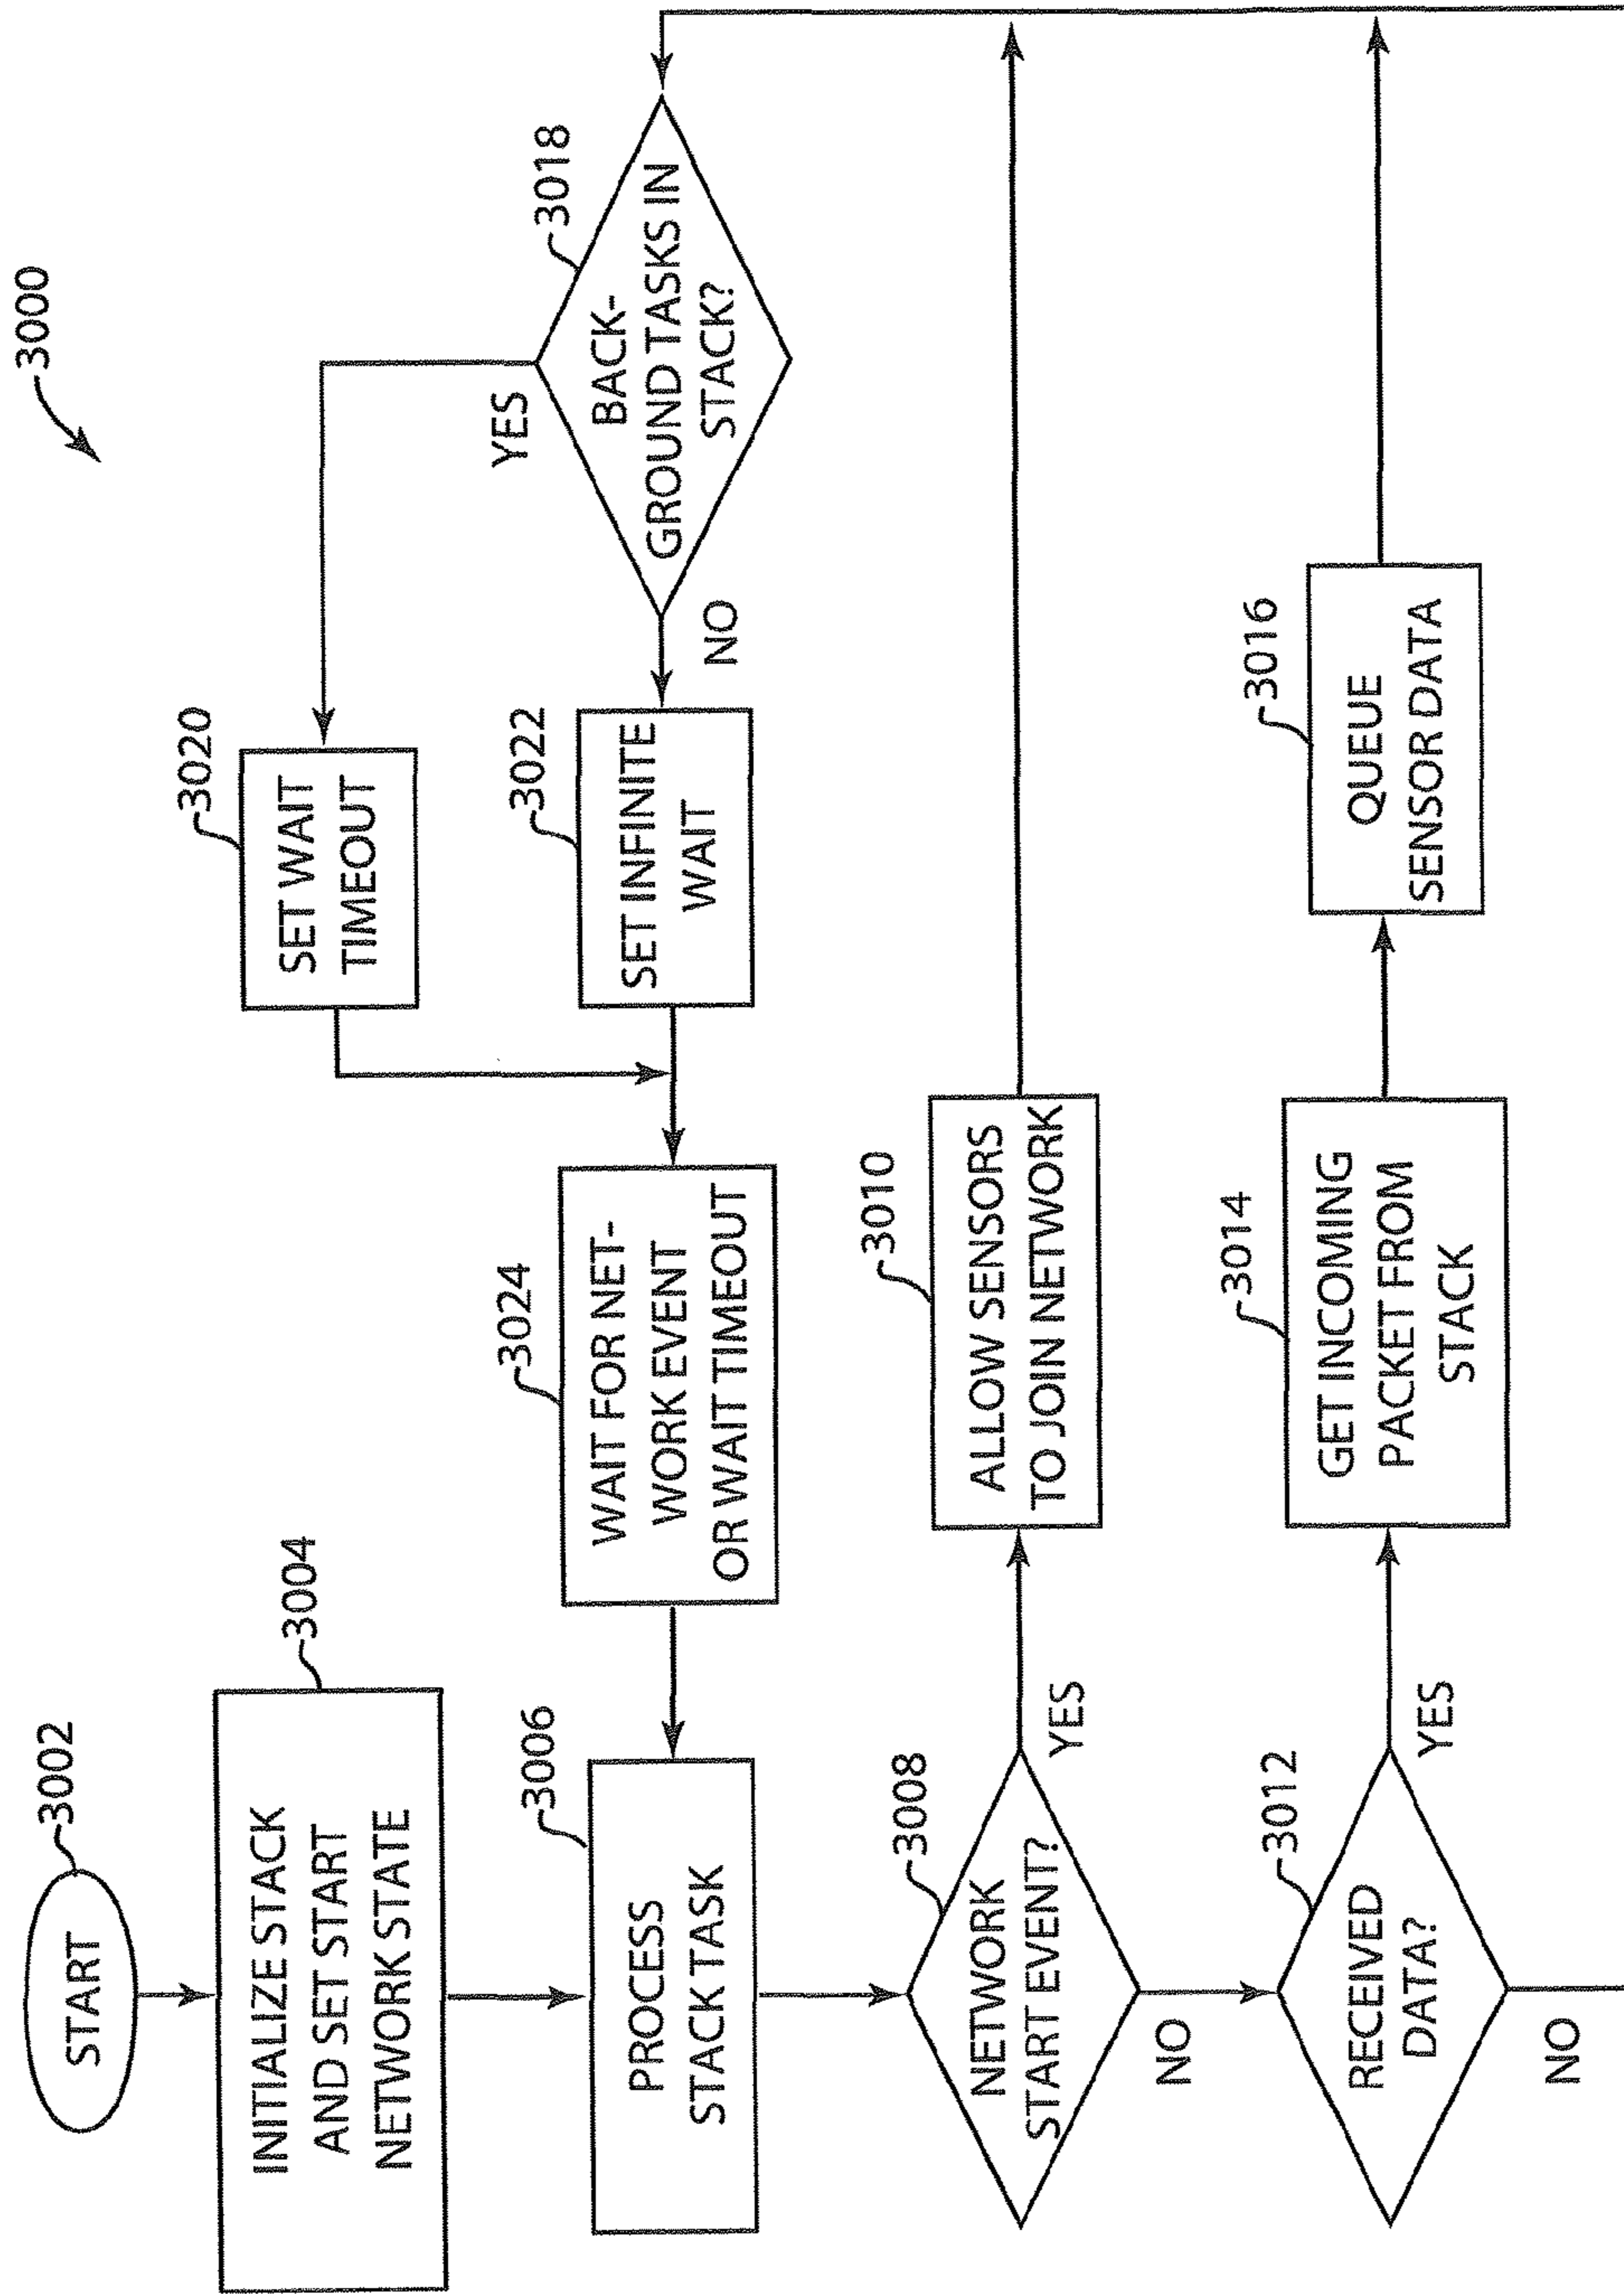 3000
START
3002
INITIALIZE STACK
AND SET START
NETWORK STATE
3004
PROCESS
STACK TASK
3006
WAIT FOR NET-
WORK EVENT
OR WAIT TIMEOUT
3024
SET WAIT
TIMEOUT
3020
SET INFINITE
WAIT
3022
BACK-
GROUND TASKS IN
STACK?
3018
YES
NO
NETWORK
START EVENT?
3008
YES
NO
ALLOW SENSORS
TO JOIN NETWORK
3010
RECEIVED
DATA?
3012
YES
NO
GET INCOMING
PACKET FROM
STACK
3014
QUEUE
SENSOR DATA
3016